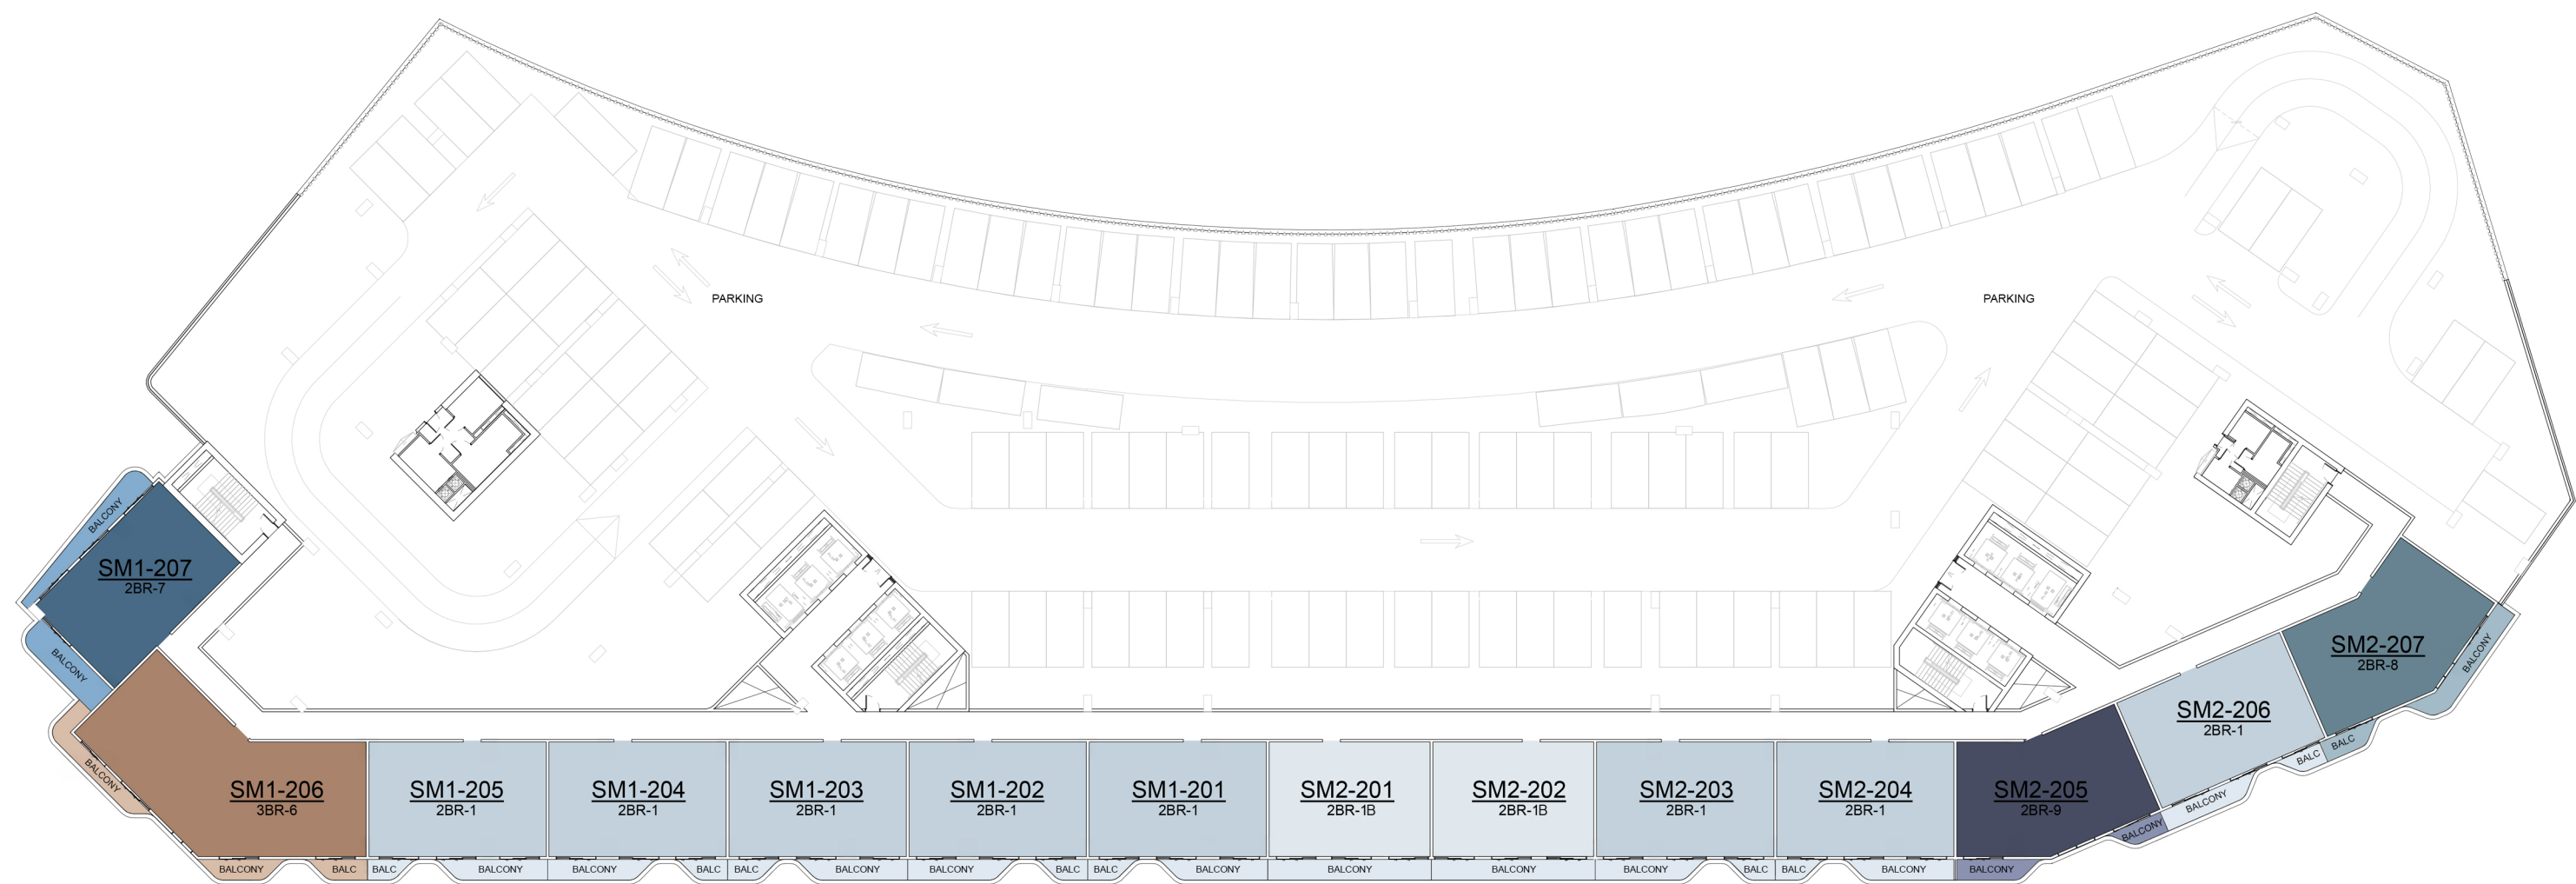 PARKING
PARKING
BALCONY
SM1-207
2BR-7
BALCONY
SM2-207
2BR-8
BALCONY
SM2-206
2BR-1
BALC
BALC
BALCONY
BALCONY
SM1-206
3BR-6
SM1-205
2BR-1
SM1-204
2BR-1
SM1-203
2BR-1
SM1-202
2BR-1
SM1-201
2BR-1
SM2-201
2BR-1B
SM2-202
2BR-1B
SM2-203
2BR-1
SM2-204
2BR-1
SM2-205
2BR-9
BALCONY
BALCONY
BALC
BALC
BALCONY
BALCONY
BALC
BALC
BALCONY
BALCONY
BALC
BALC
BALCONY
BALCONY
BALCONY
BALCONY
BALC
BALC
BALCONY
BALCONY